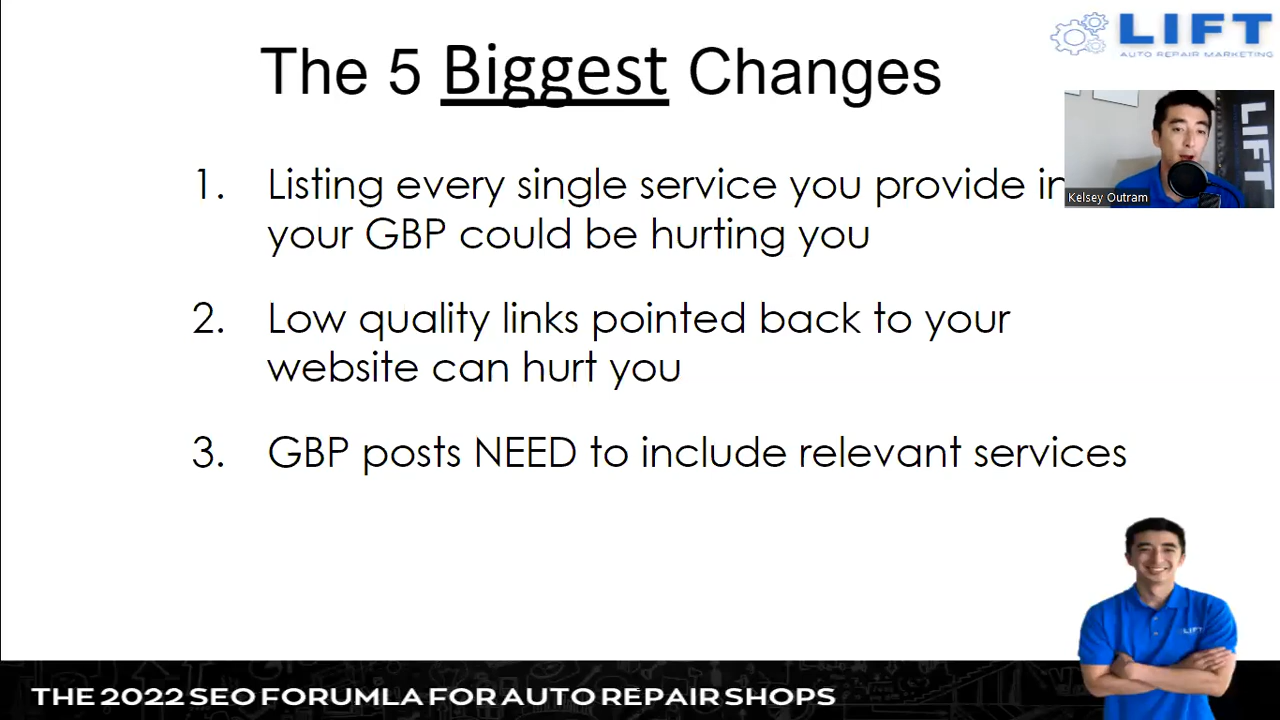 The 5 Biggest Changes
LIFT
AUTO REPAIR MARKETING
LIFT
Kelsey Outram
1. Listing every single service you provide in
your GBP could be hurting you
2. Low quality links pointed back to your
website can hurt you
3. GBP posts NEED to include relevant services
LIFT
THE 2022 SEO FORUMLA FOR AUTO REPAIR SHOPS